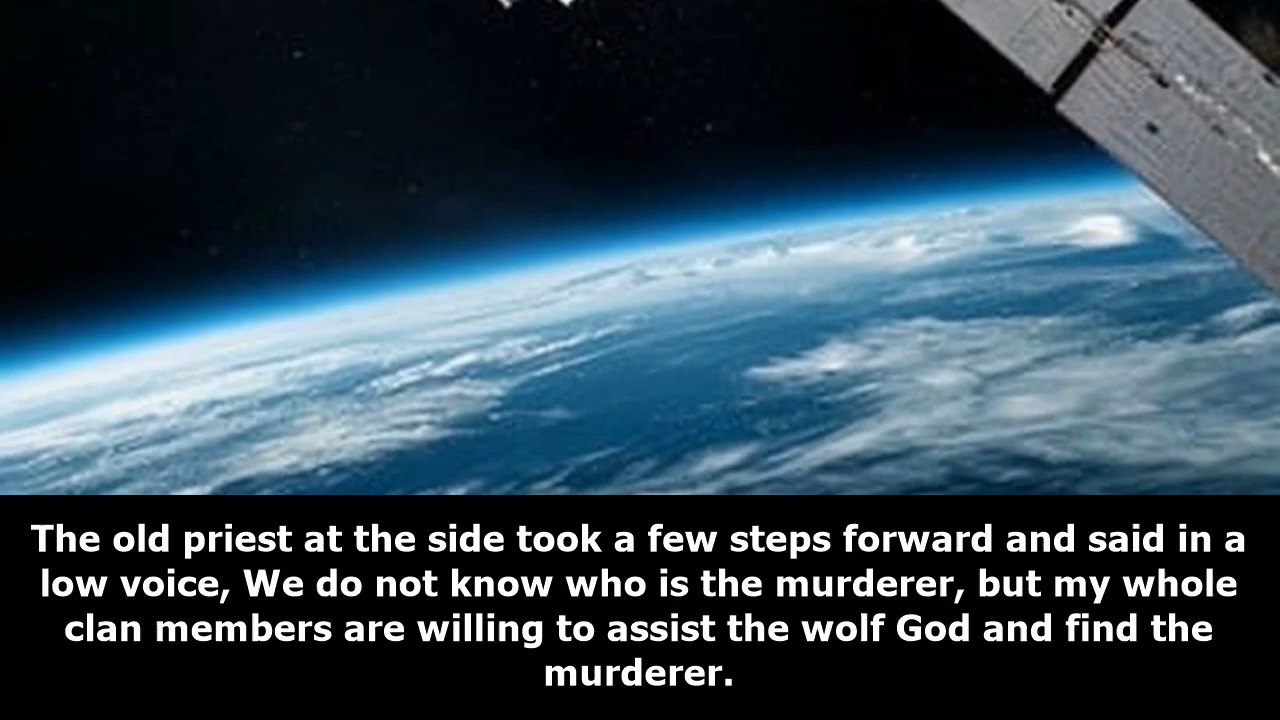 The old priest at the side took a few steps forward and said in a
low voice, We do not know who is the murderer, but my whole
clan members are willing to assist the wolf God and find the
murderer.